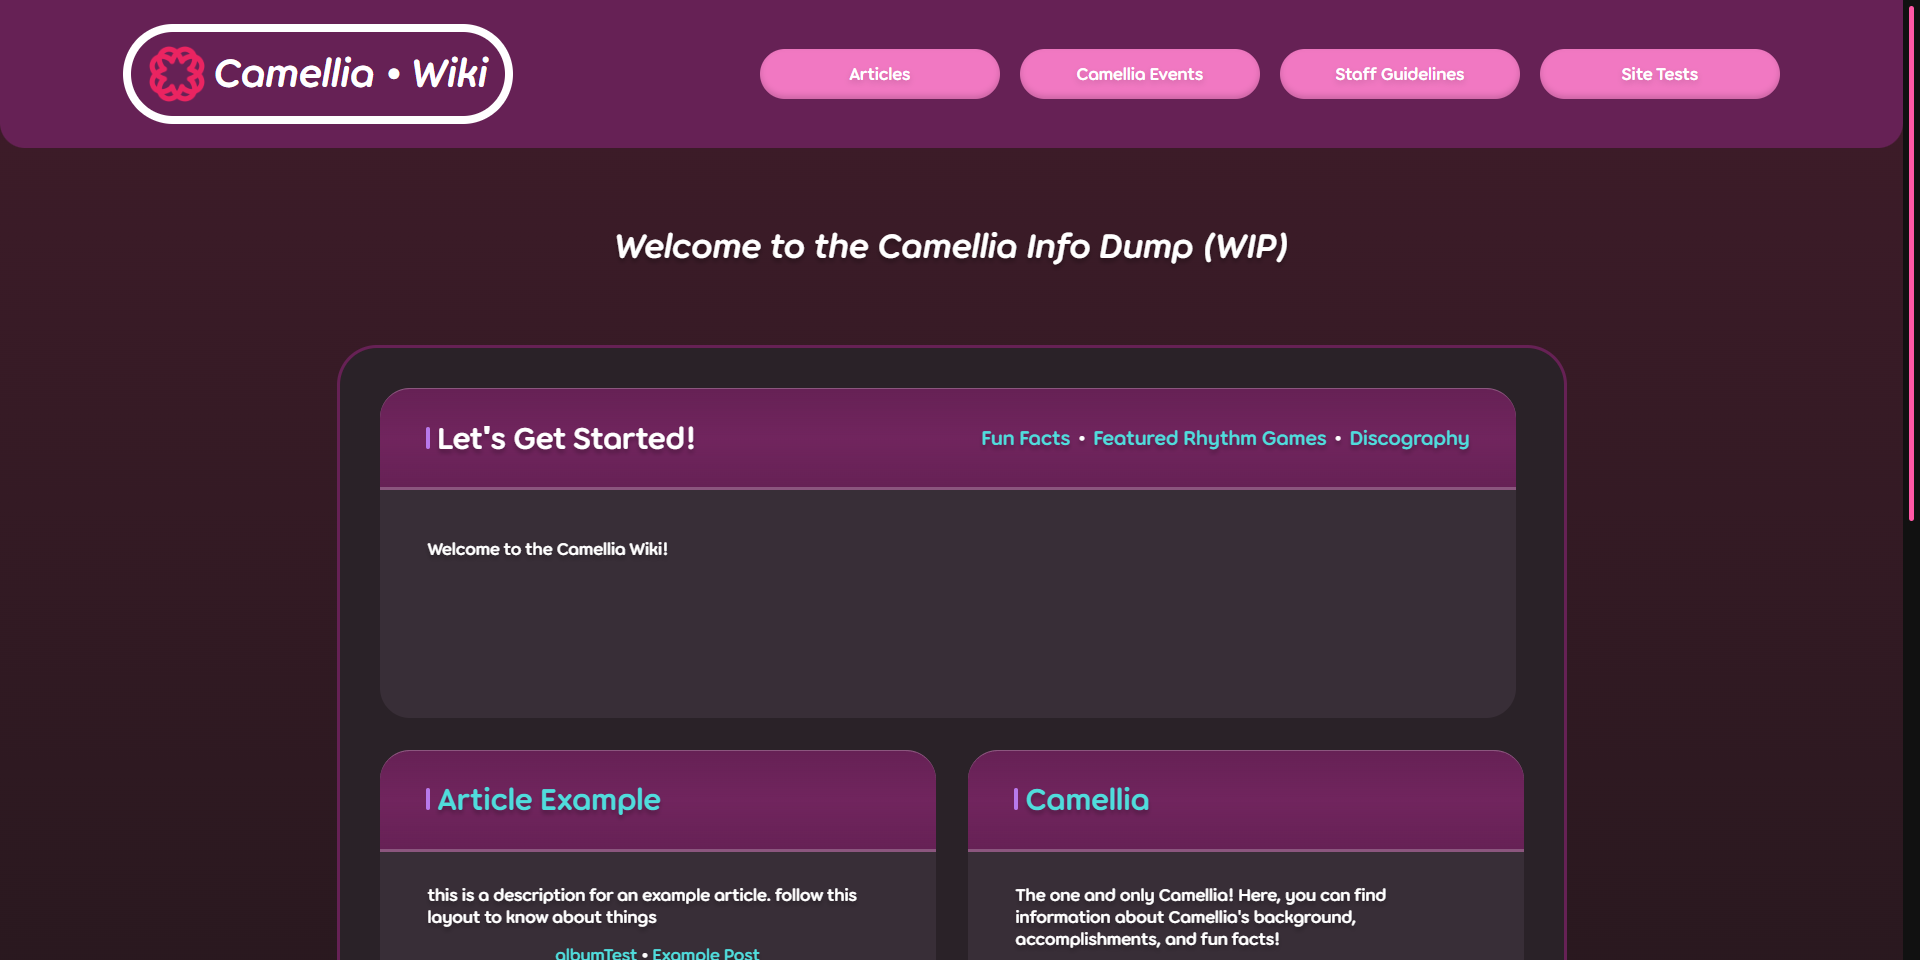 Camellia • Wiki
Articles
Camellia Events
Staff Guidelines
Site Tests
Welcome to the Camellia Info Dump (WIP)
Let's Get Started!
Fun Facts • Featured Rhythm Games • Discography
Welcome to the Camellia Wiki!
Article Example
this is a description for an example article. follow this
layout to know about things
albumTest • Example Post
Camellia
The one and only Camellia! Here, you can find
information about Camellia's background,
accomplishments, and fun facts!